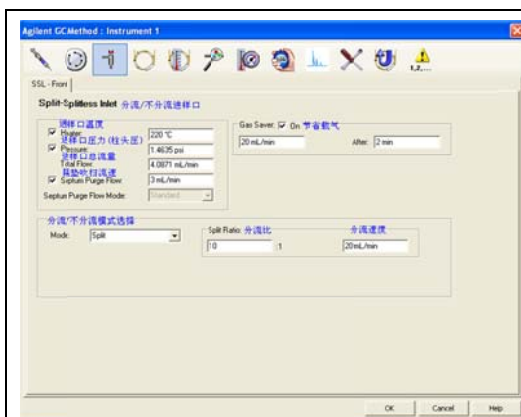 Agilent GCMethod : Instrument 1
1,2,...
SSL - Front
Split-Splitless Inlet 分流/不分流进样口
进样口温度
Heater: 220 °C
进样口压力(柱头压)
Pressure: 1.4635 psi
进样口总流量
Total Flow: 4.0871 mL/min
隔垫吹扫流速
Septum Purge Flow: 3 mL/min
Septum Purge Flow Mode: Standard
Gas Saver: On 节省载气
20 mL/min After: 2 min
分流/不分流模式选择
Mode: Split
Split Ratio: 分流比 分流速度
10 :1 20 mL/min
OK Cancel Help